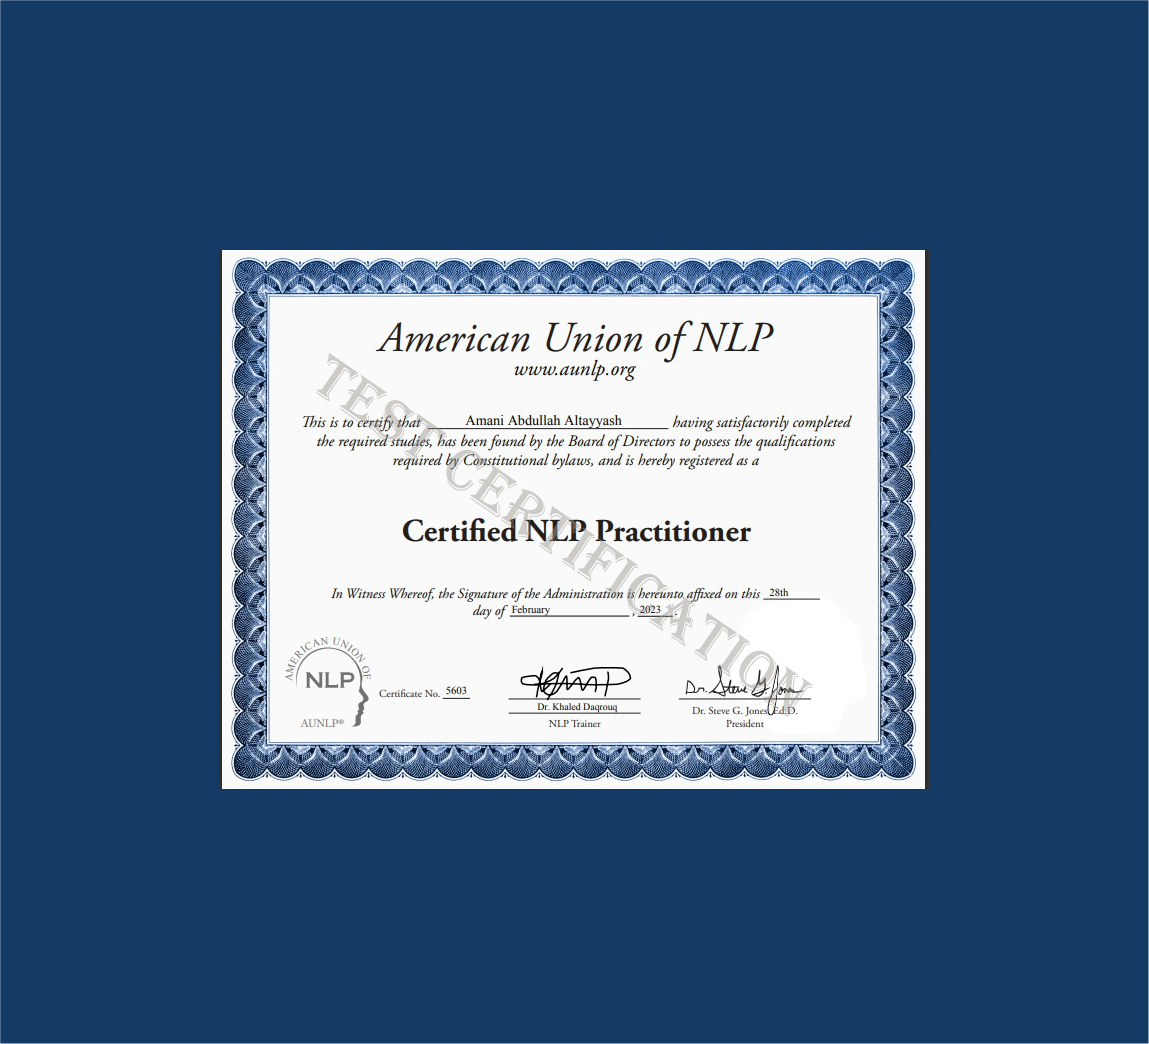 American Union of NLP
www.aunlp.org
TEST CERTIFICATION
This is to certify that Amani Abdullah Altayyash having satisfactorily completed
the required studies, has been found by the Board of Directors to possess the qualifications
required by Constitutional bylaws, and is hereby registered as a
Certified NLP Practitioner
In Witness Whereof, the Signature of the Administration is hereunto affixed on this 28th
day of February , 2023 .
AMERICAN UNION OF
NLP
AUNLP®
Certificate No. 5603
Dr. Khaled Daqrouq
NLP Trainer
Dr. Steve G. Jones
Dr. Steve G. Jones, Ed.D.
President